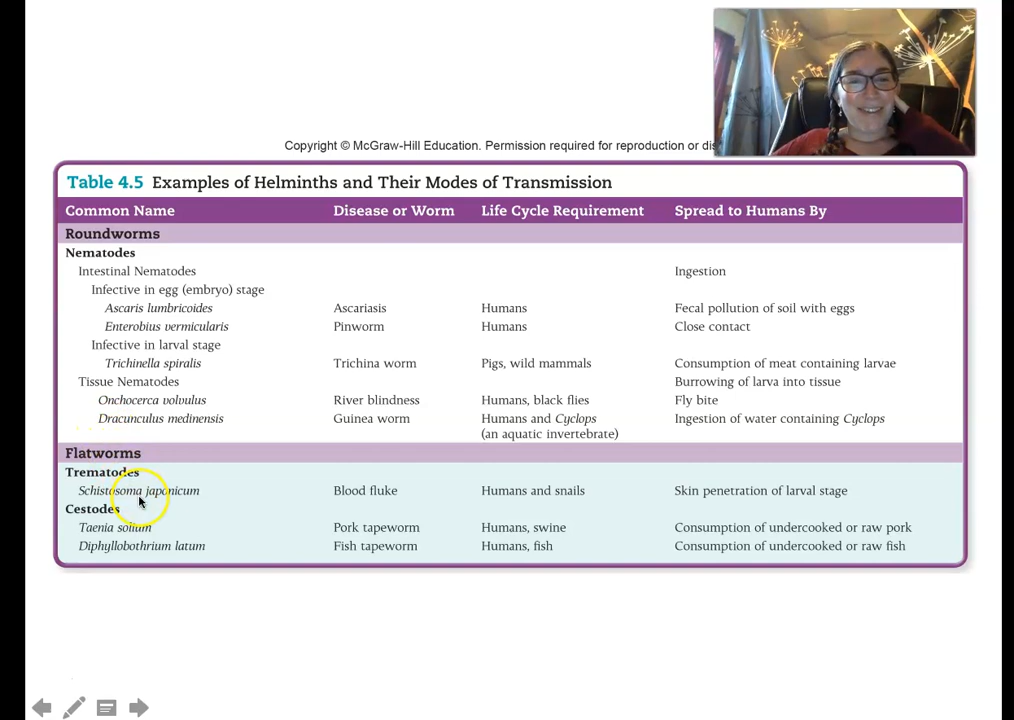 Copyright © McGraw-Hill Education. Permission required for reproduction or
Table 4.5 Examples of Helminths and Their Modes of Transmission
Common Name Disease or Worm Life Cycle Requirement Spread to Humans By
Roundworms
Nematodes
Intestinal Nematodes Ingestion
Infective in egg (embryo) stage
Ascaris lumbricoides Ascariasis Humans Fecal pollution of soil with eggs
Enterobius vermicularis Pinworm Humans Close contact
Infective in larval stage
Trichinella spiralis Trichina worm Pigs, wild mammals Consumption of meat containing larvae
Tissue Nematodes Burrowing of larva into tissue
Onchocerca volvulus River blindness Humans, black flies Fly bite
Dracunculus medinensis Guinea worm Humans and Cyclops Ingestion of water containing Cyclops
(an aquatic invertebrate)
Flatworms
Trematodes
Schistosoma japonicum Blood fluke Humans and snails Skin penetration of larval stage
Cestodes
Taenia solium Pork tapeworm Humans, swine Consumption of undercooked or raw pork
Diphyllobothrium latum Fish tapeworm Humans, fish Consumption of undercooked or raw fish